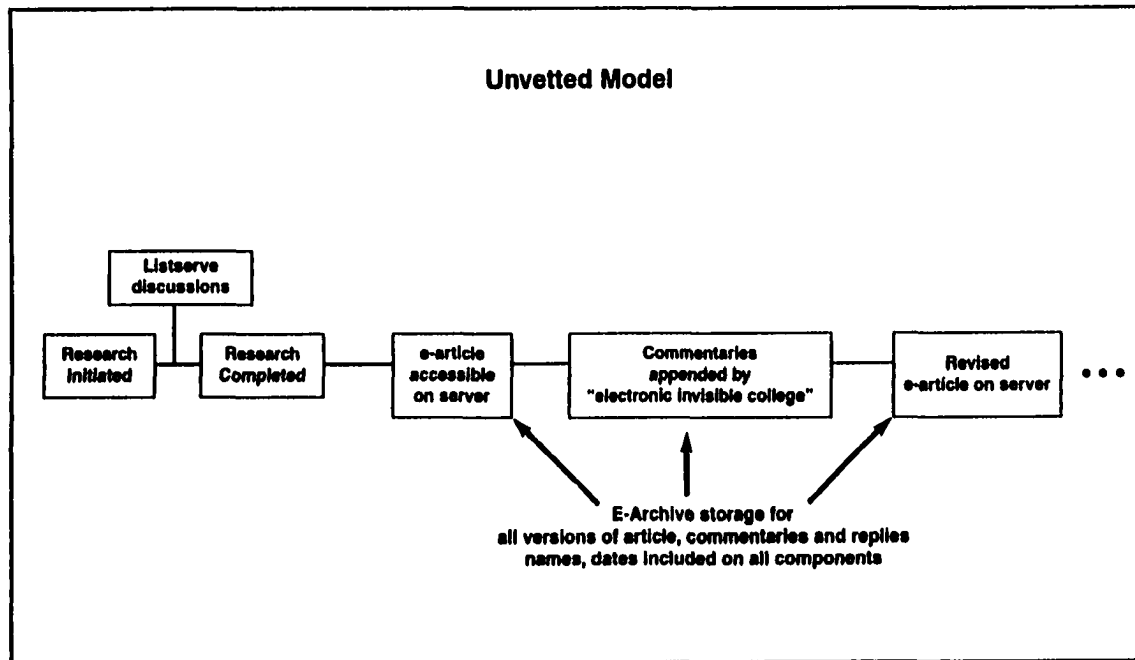 Unvetted Model
Listserve
discussions
Research
Initiated
Research
Completed
e-article
accessible
on server
Commentaries
appended by
"electronic invisible college"
Revised
e-article on server
•••
E-Archive storage for
all versions of article, commentaries and replies
names, dates included on all components